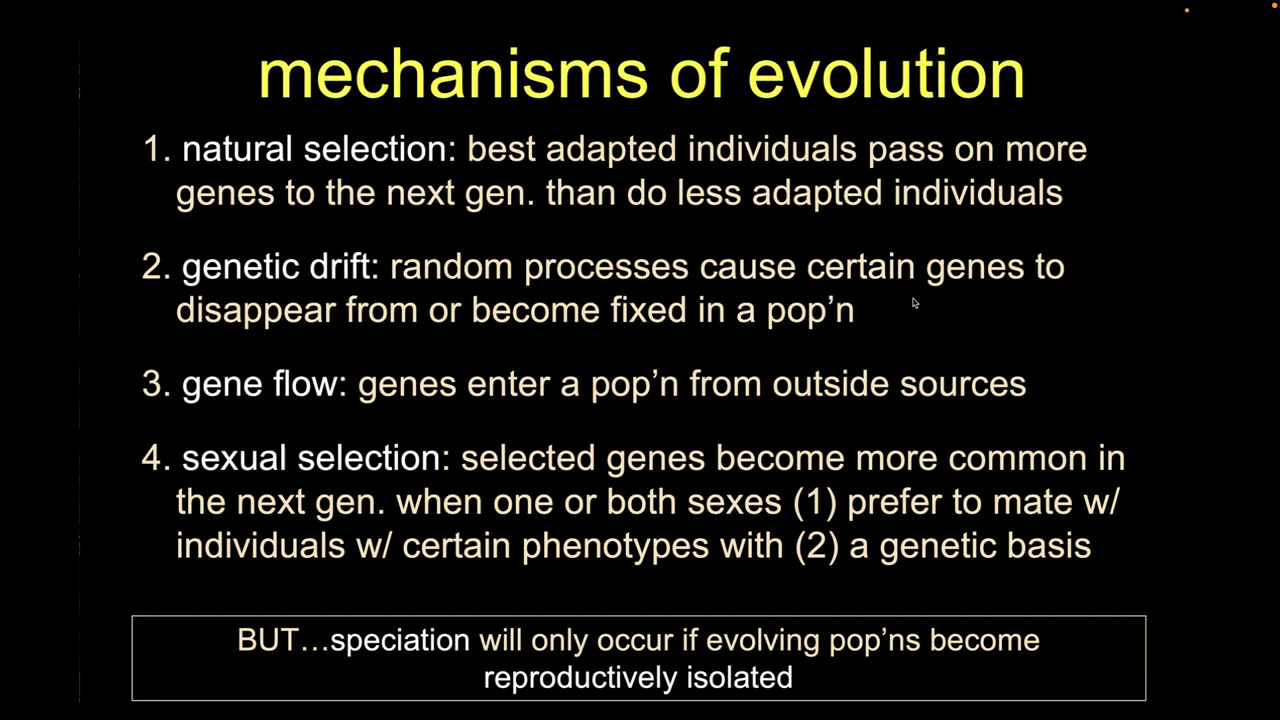 mechanisms of evolution
1. natural selection: best adapted individuals pass on more
genes to the next gen. than do less adapted individuals
2. genetic drift: random processes cause certain genes to
disappear from or become fixed in a pop’n
3. gene flow: genes enter a pop’n from outside sources
4. sexual selection: selected genes become more common in
the next gen. when one or both sexes (1) prefer to mate w/
individuals w/ certain phenotypes with (2) a genetic basis
BUT…speciation will only occur if evolving pop’ns become
reproductively isolated